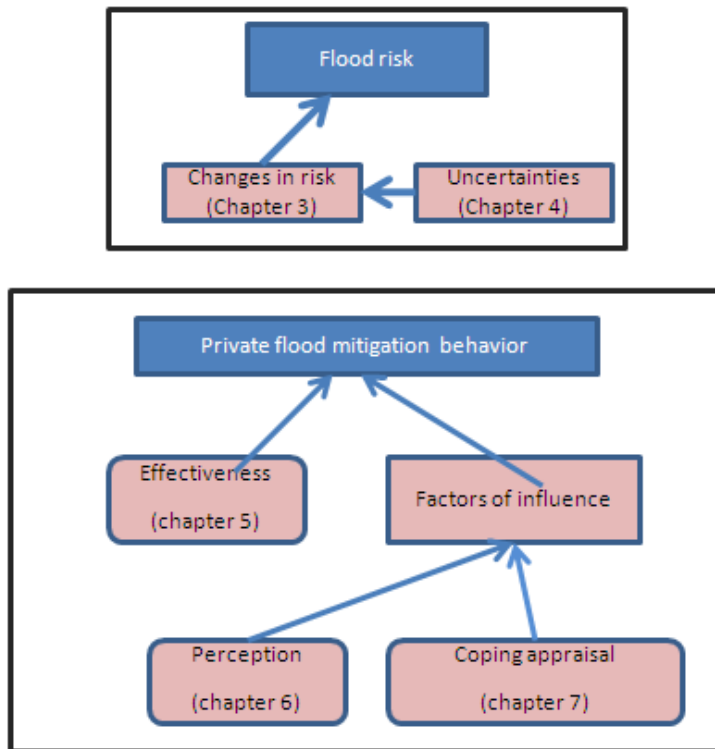 Flood risk
Changes in risk
(Chapter 3)
Uncertainties
(Chapter 4)
Private flood mitigation behavior
Effectiveness
(chapter 5)
Factors of influence
Perception
(chapter 6)
Coping appraisal
(chapter 7)